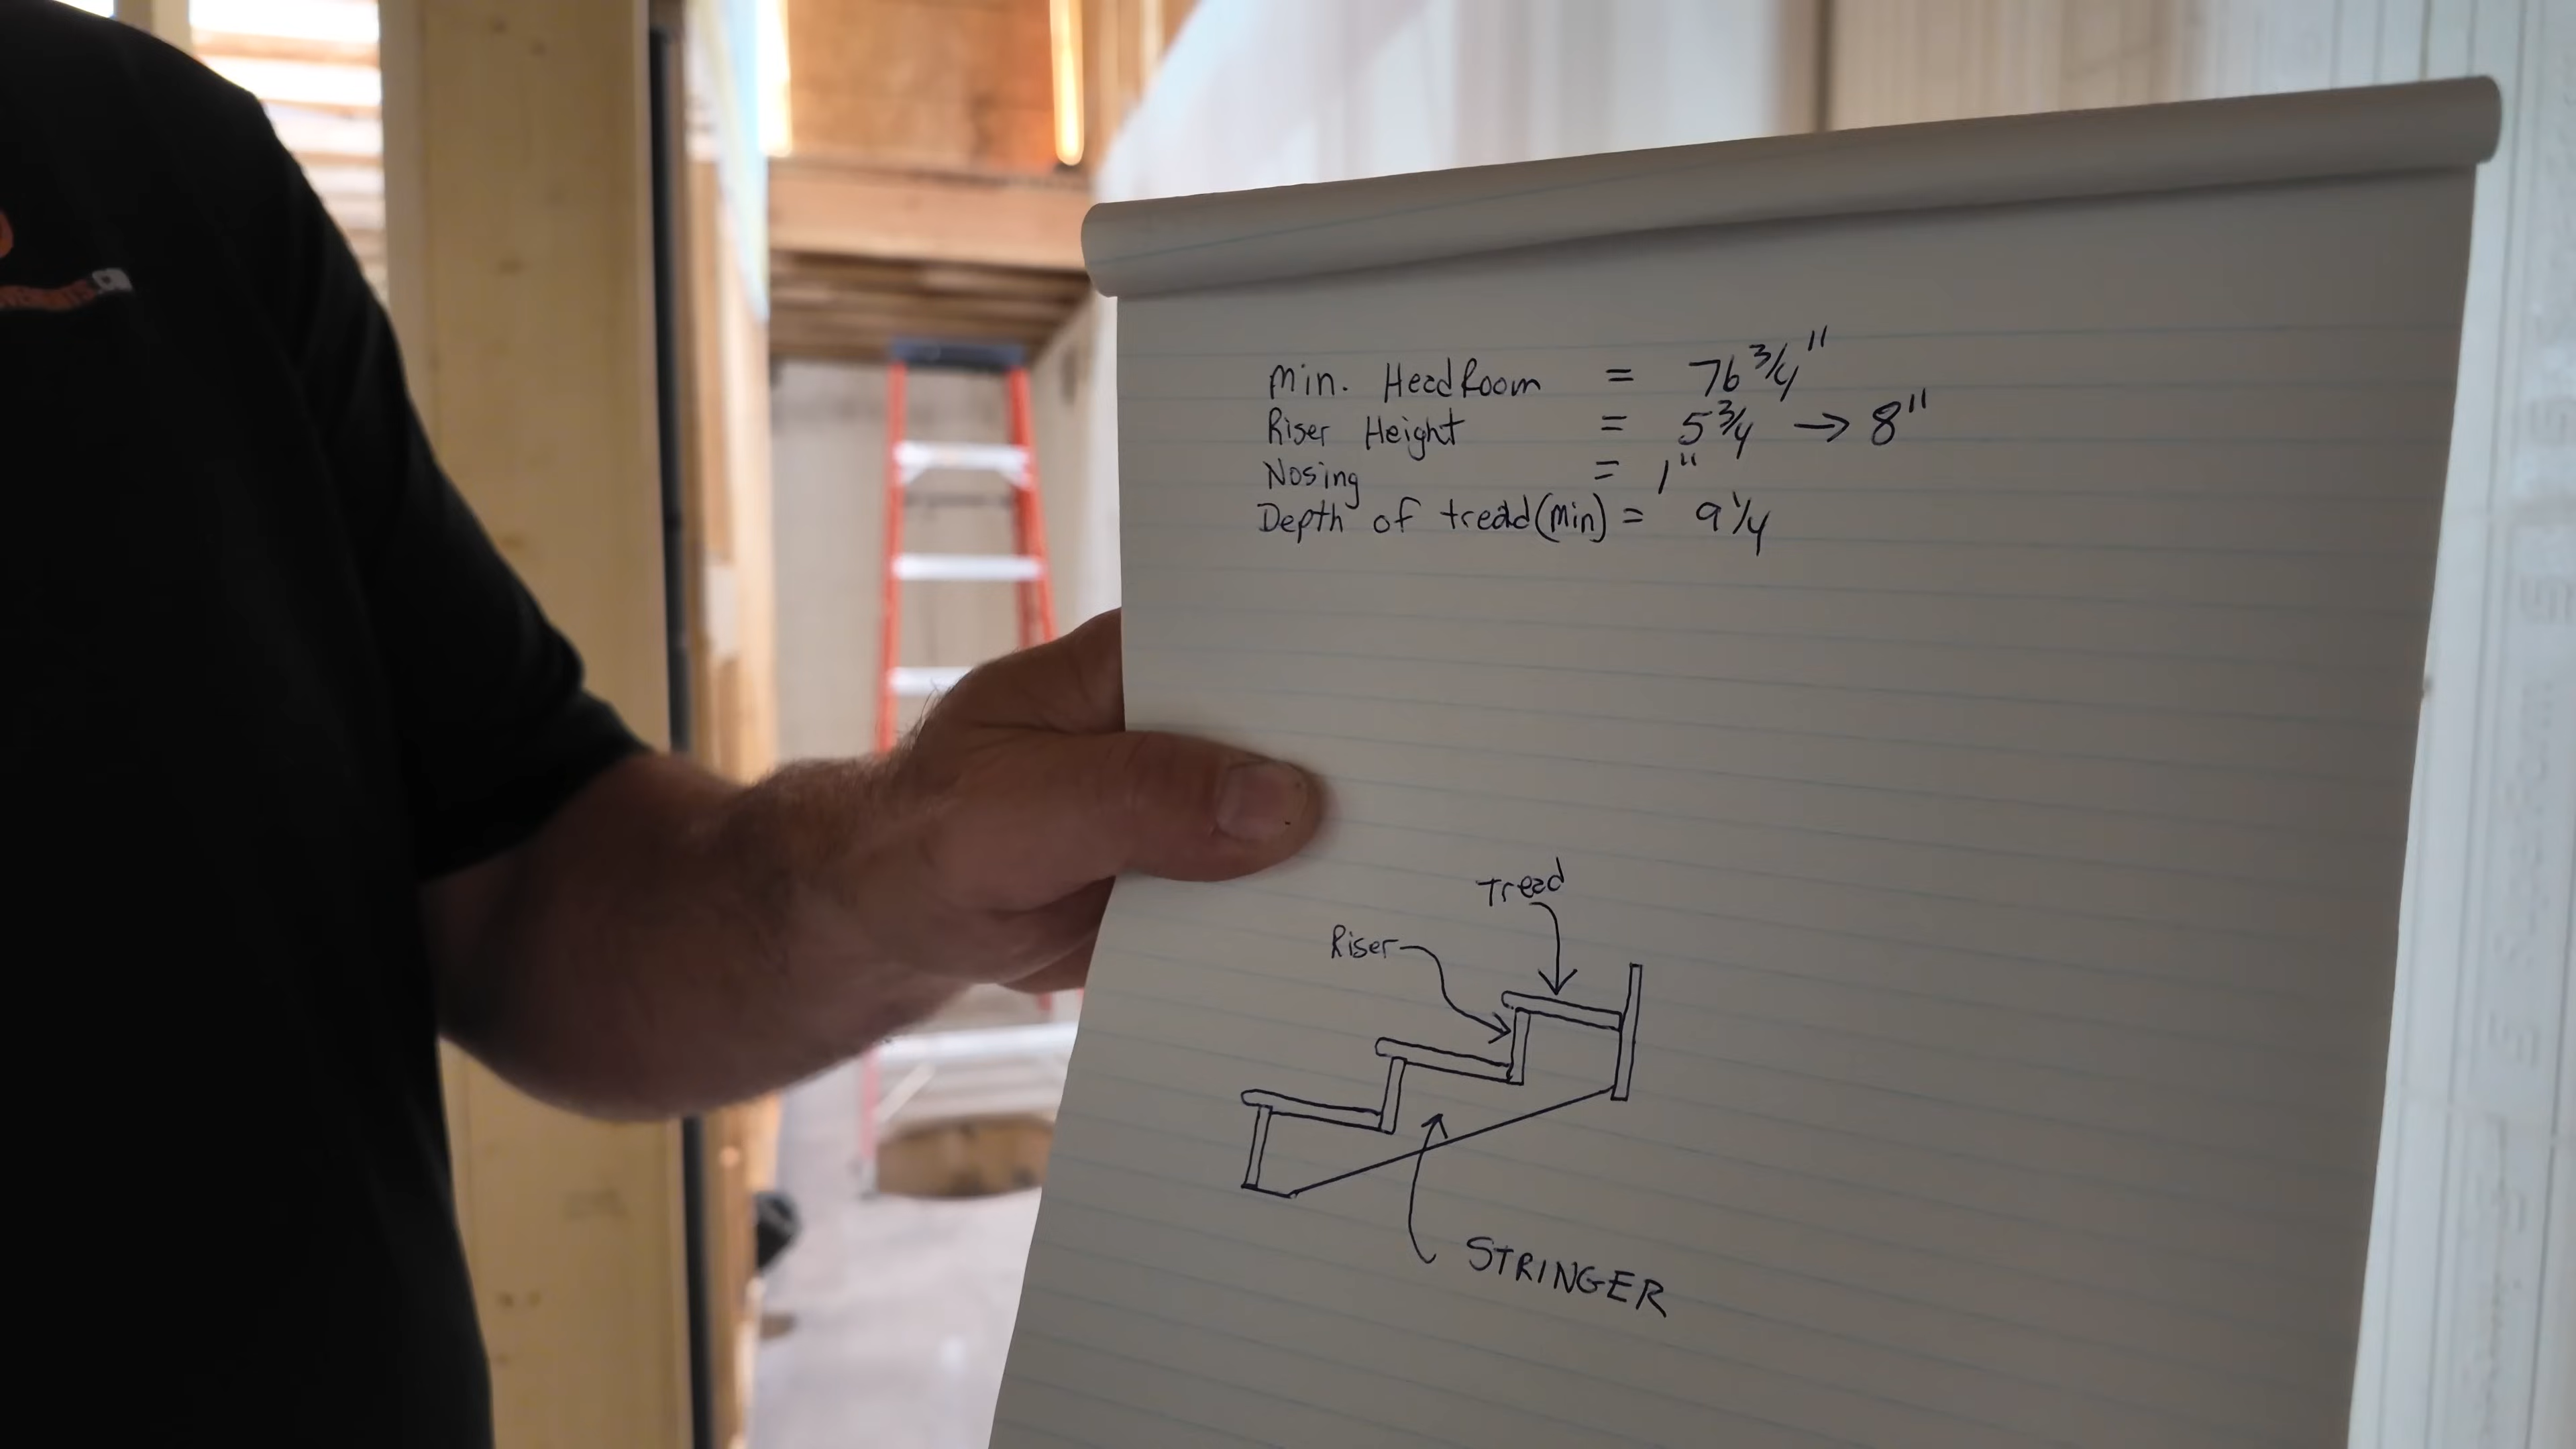 Min. HeadRoom = 76 3/4"
Riser Height = 5 3/4 → 8"
Nosing = 1"
Depth of tread (Min) = 9 1/4
Tread
Riser
STRINGER